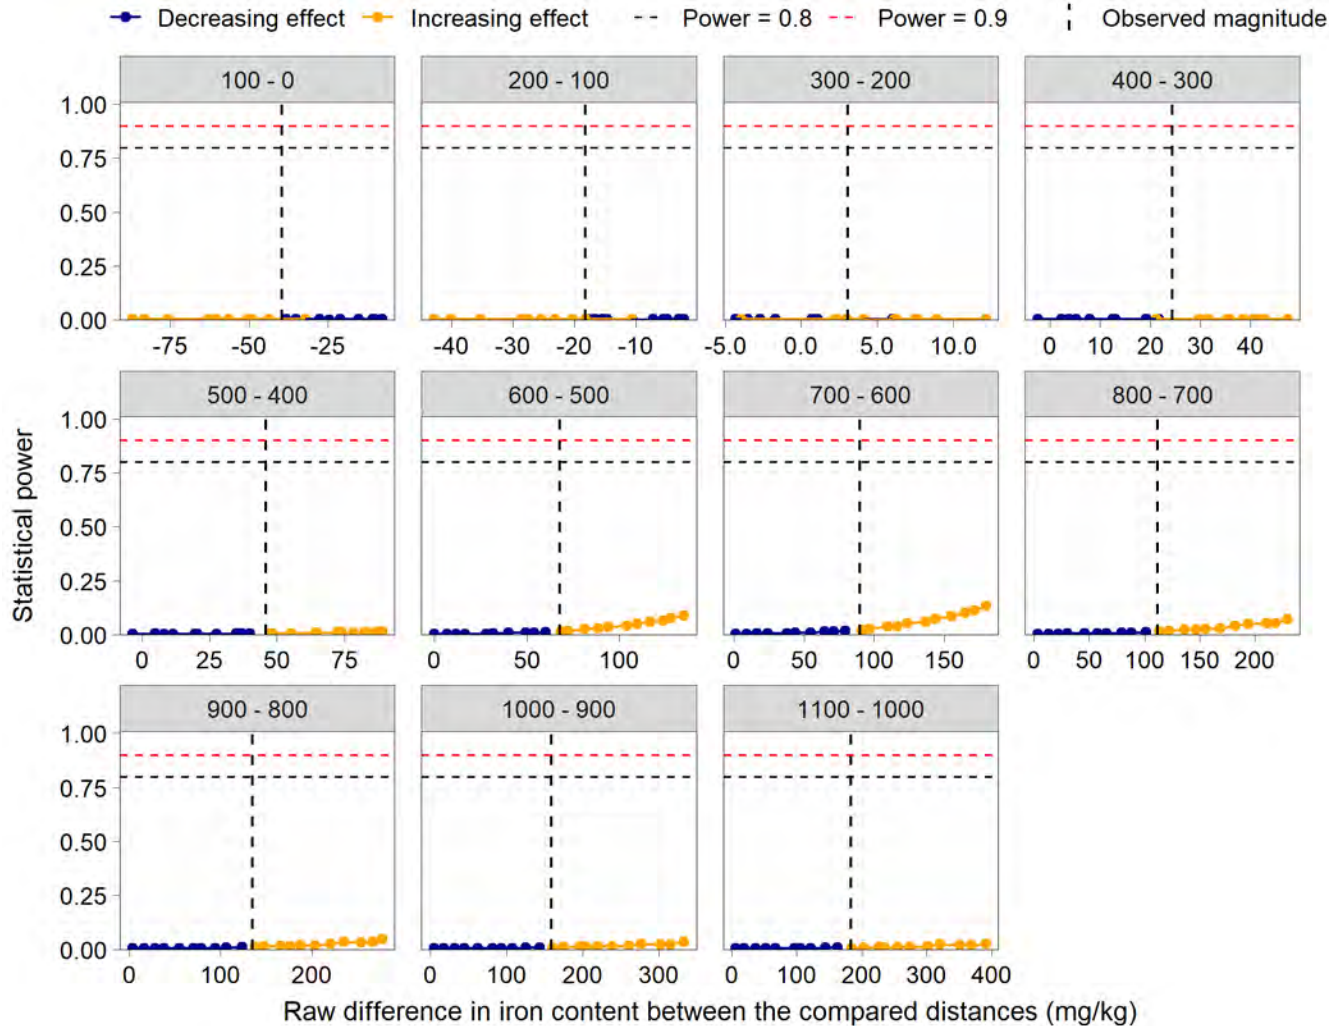 Decreasing effect Increasing effect Power = 0.8 Power = 0.9 Observed magnitude
100 - 0 200 - 100 300 - 200 400 - 300
1.00
0.75
0.50
0.25
0.00
-75 -50 -25 -40 -30 -20 -10 -5.0 0.0 5.0 10.0 0 10 20 30 40
500 - 400 600 - 500 700 - 600 800 - 700
1.00
0.75
0.50
0.25
0.00
0 25 50 75 0 50 100 0 50 100 150 0 50 100 150 200
Statistical power
900 - 800 1000 - 900 1100 - 1000
1.00
0.75
0.50
0.25
0.00
0 100 200 0 100 200 300 0 100 200 300 400
Raw difference in iron content between the compared distances (mg/kg)